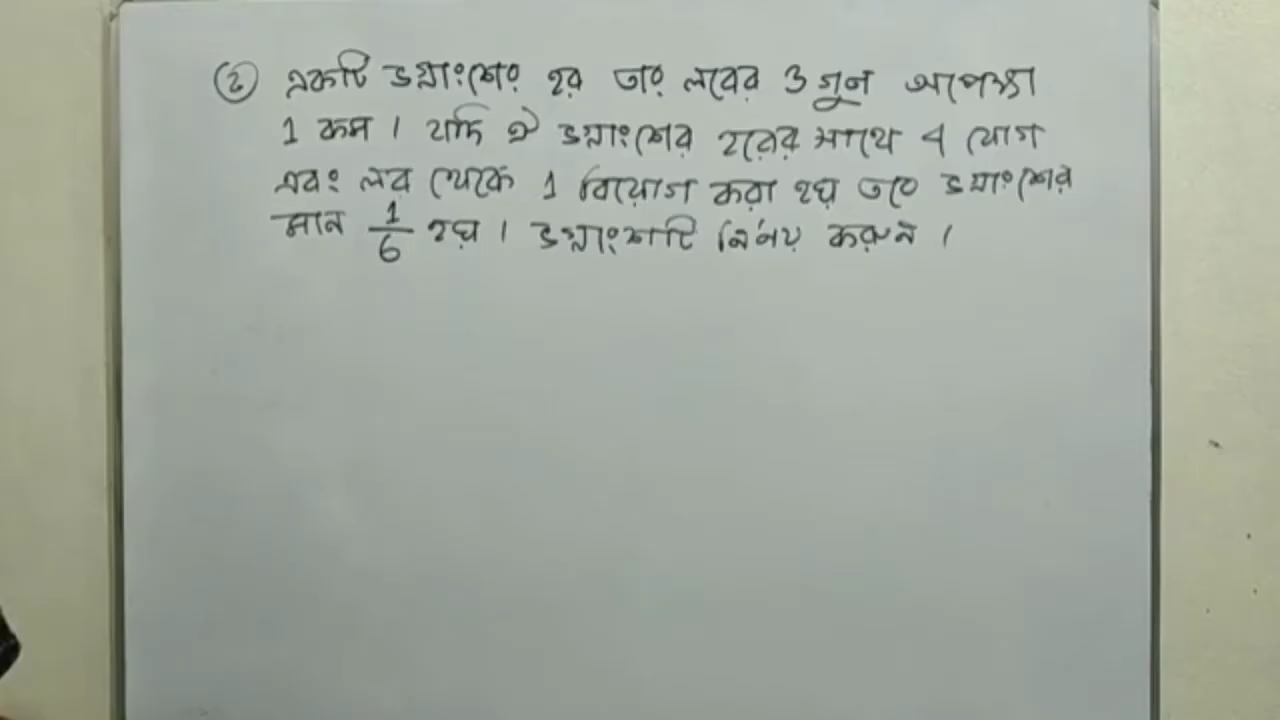 ② একটি ভগ্নাংশের হর তার লবের 3 গুন অপেক্ষা
1 কম। যদি ঐ ভগ্নাংশের হরের সাথে 4 যোগ
এবং লব থেকে 1 বিয়োগ করা হয় তবে ভগ্নাংশের
মান 1/6 হয়। ভগ্নাংশটি নির্ণয় করুন।